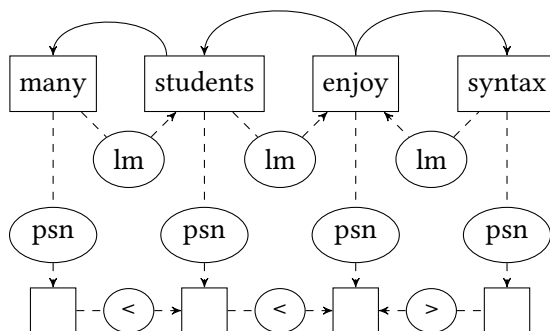 many students enjoy syntax
lm lm lm
psn psn psn psn
< < >